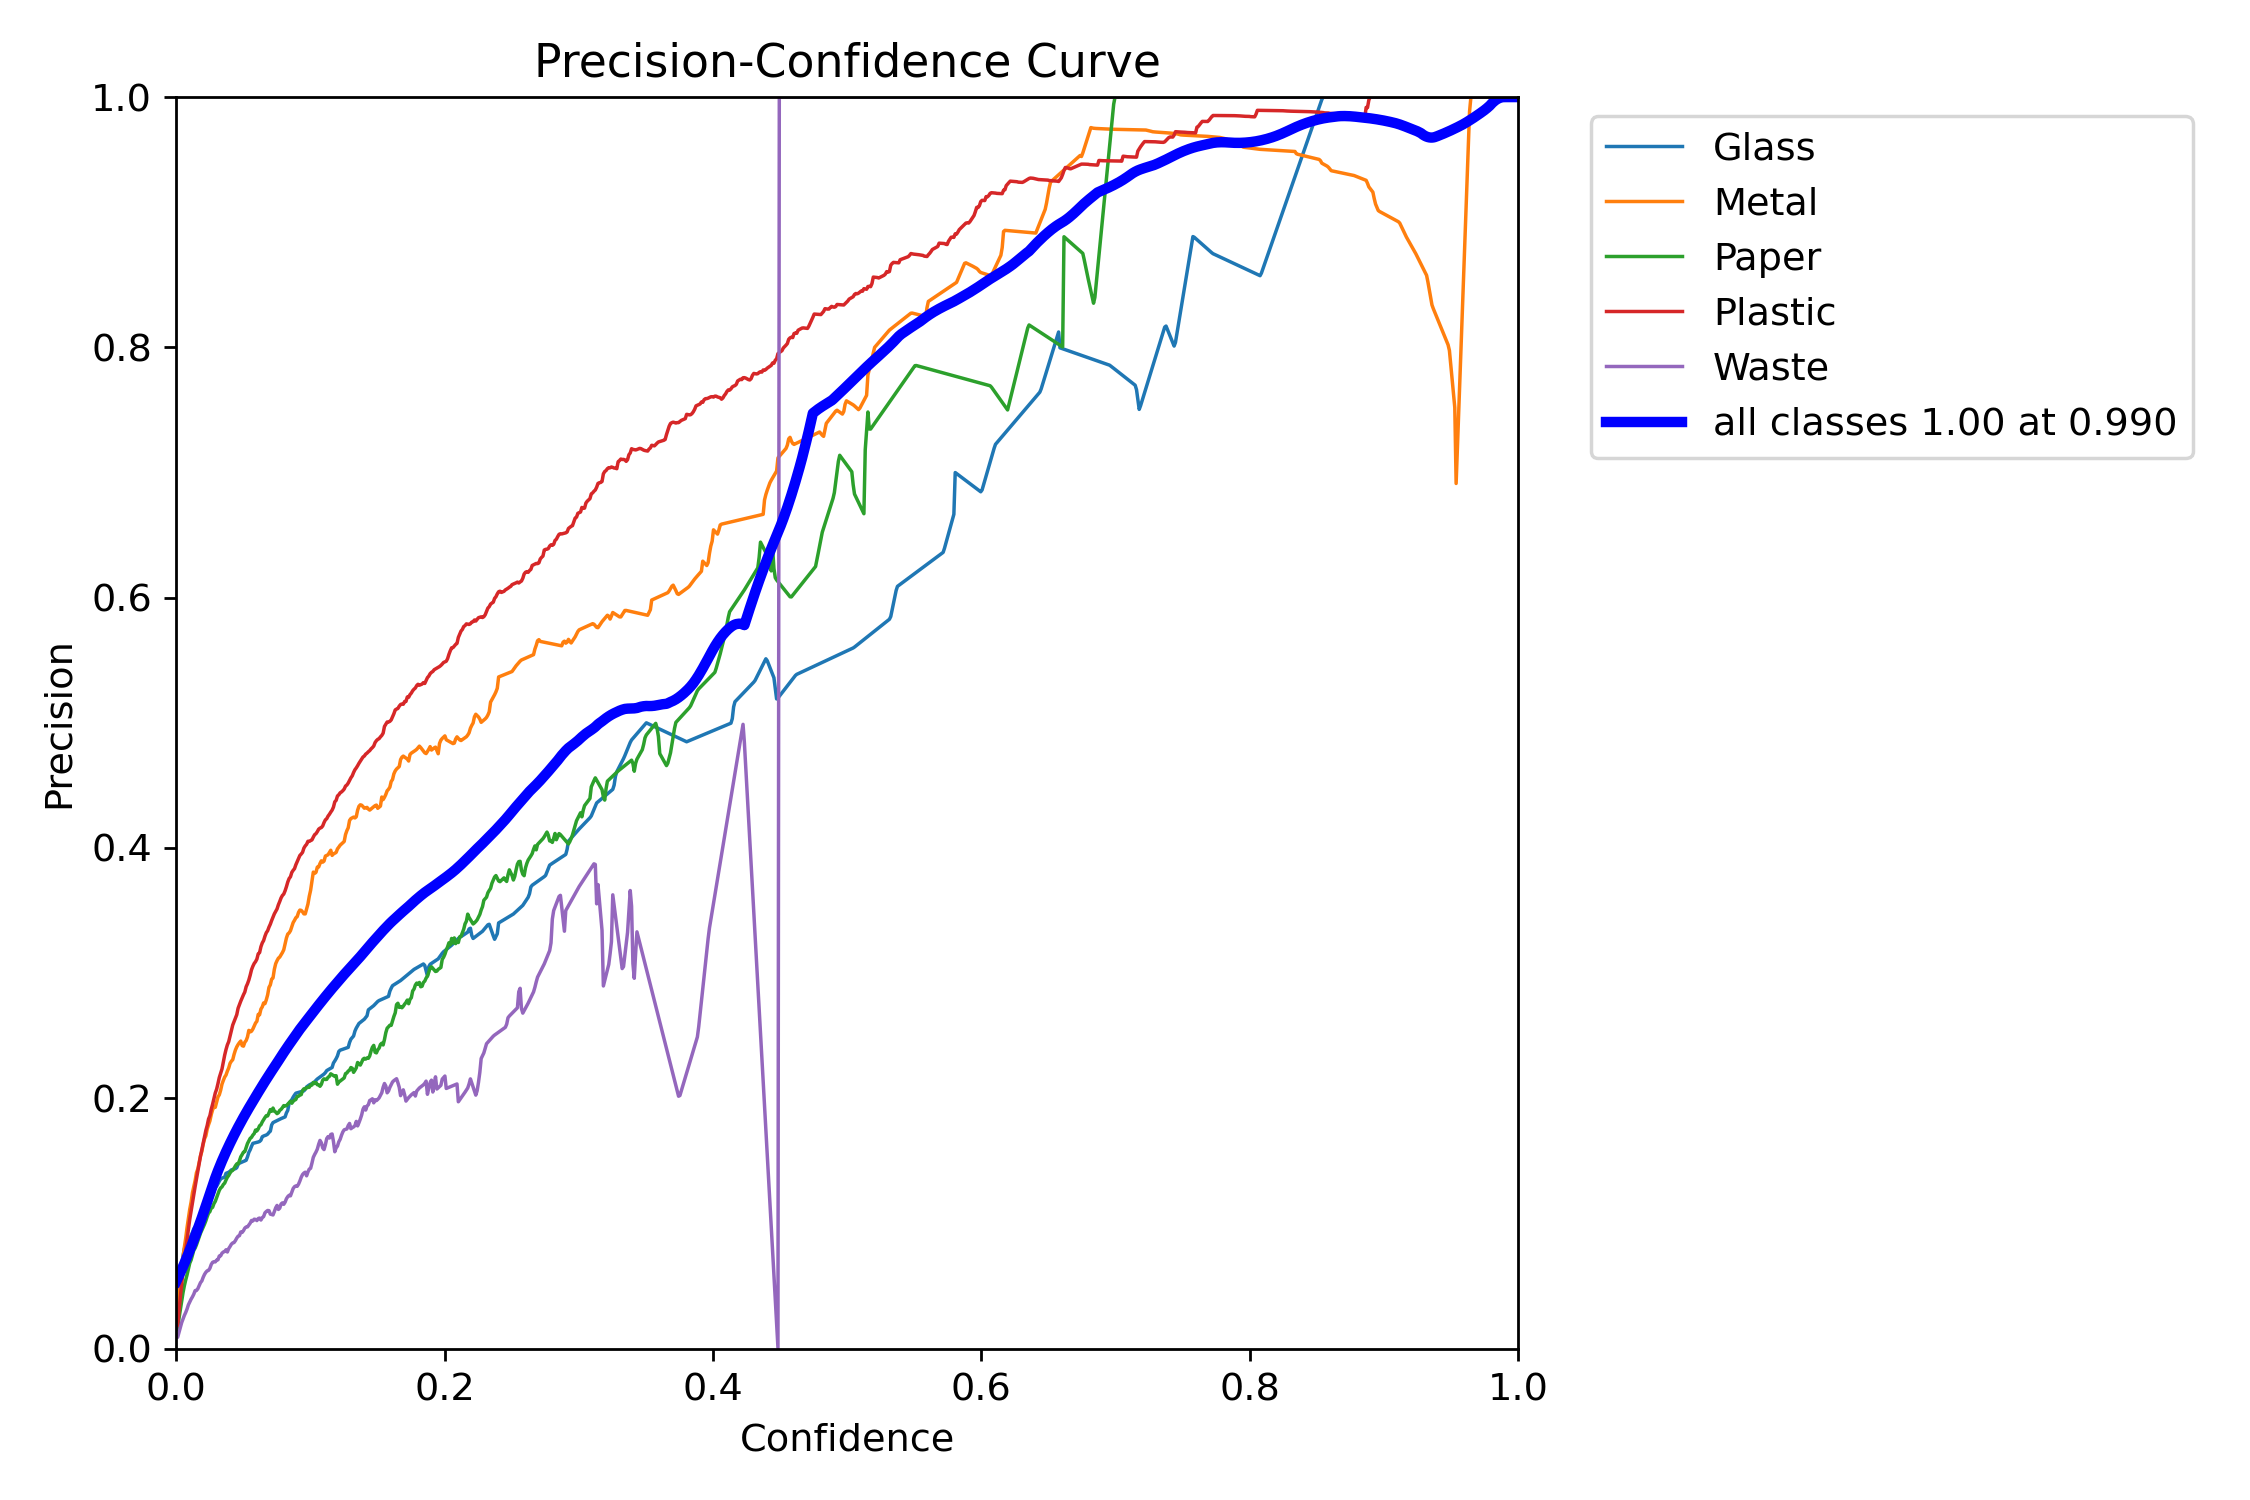 Precision-Confidence Curve
1.0
0.8
0.6
0.4
0.2
0.0
Precision
0.0 0.2 0.4 0.6 0.8 1.0
Confidence
Glass
Metal
Paper
Plastic
Waste
all classes 1.00 at 0.990